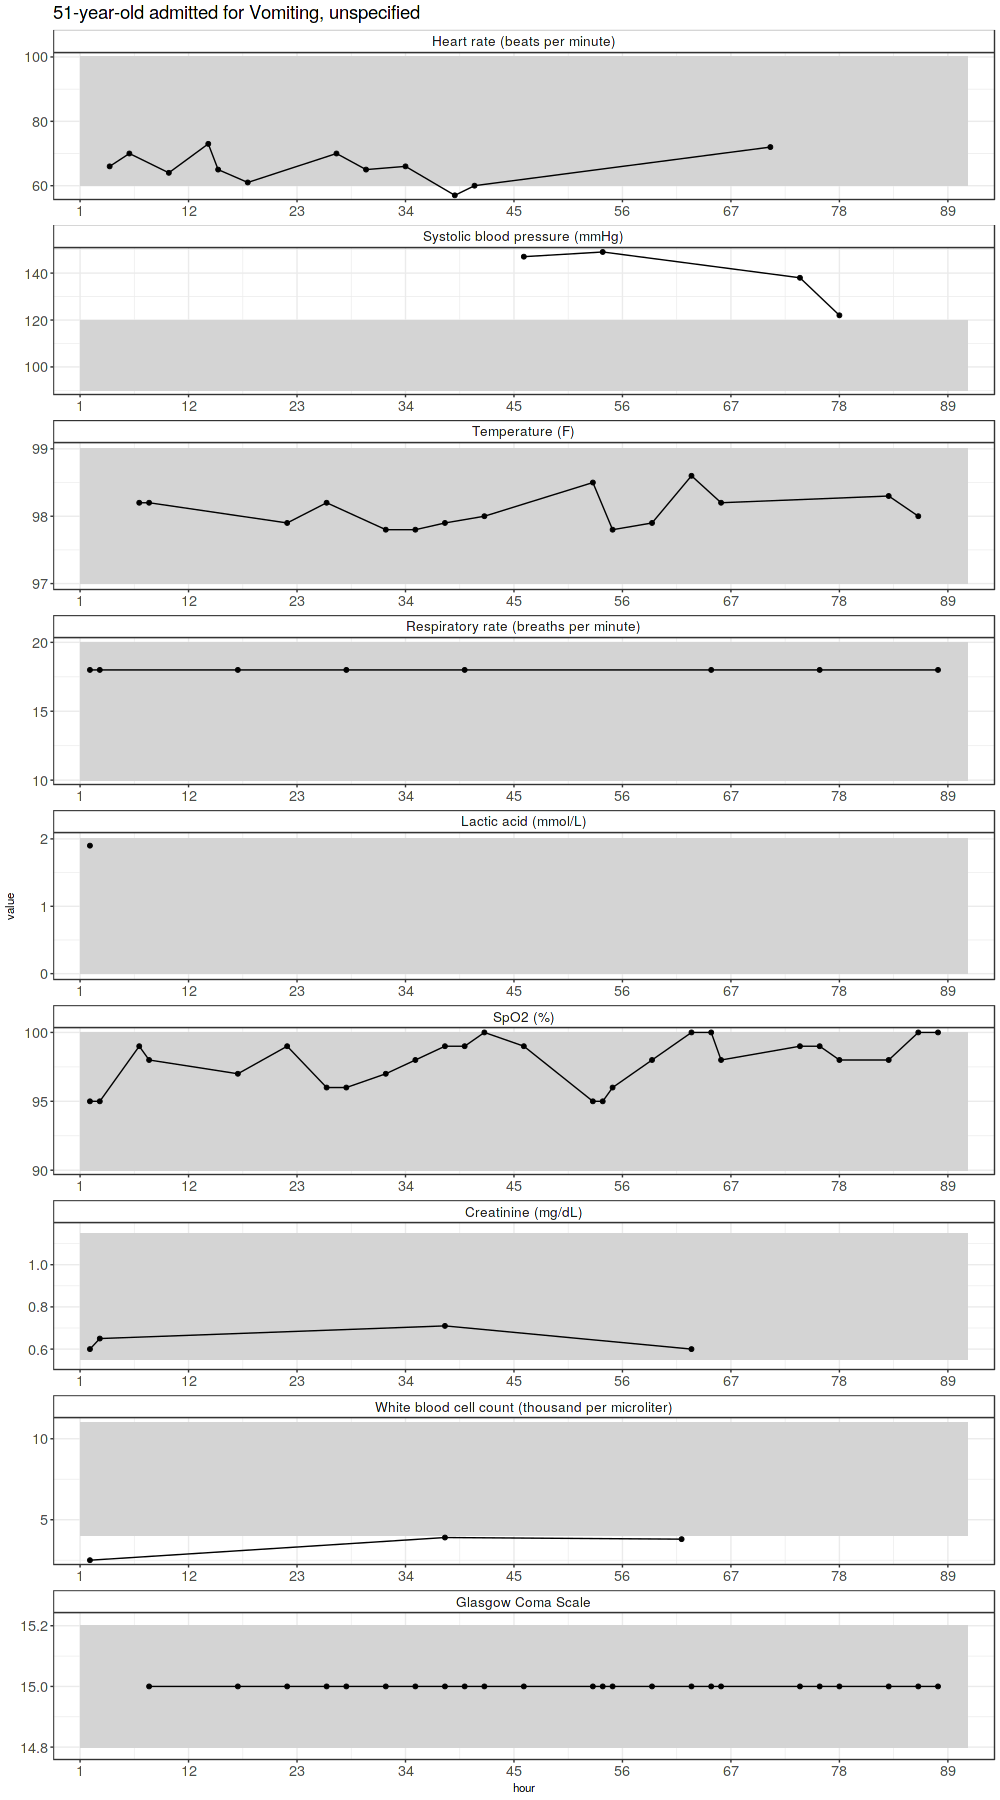 51-year-old admitted for Vomiting, unspecified
Heart rate (beats per minute)
100
80
60
1 12 23 34 45 56 67 78 89
Systolic blood pressure (mmHg)
140
120
100
1 12 23 34 45 56 67 78 89
Temperature (F)
99
98
97
1 12 23 34 45 56 67 78 89
Respiratory rate (breaths per minute)
20
15
10
1 12 23 34 45 56 67 78 89
Lactic acid (mmol/L)
2
1
0
1 12 23 34 45 56 67 78 89
value
SpO2 (%)
100
95
90
1 12 23 34 45 56 67 78 89
Creatinine (mg/dL)
1.0
0.8
0.6
1 12 23 34 45 56 67 78 89
White blood cell count (thousand per microliter)
10
5
1 12 23 34 45 56 67 78 89
Glasgow Coma Scale
15.2
15.0
14.8
1 12 23 34 45 56 67 78 89
hour